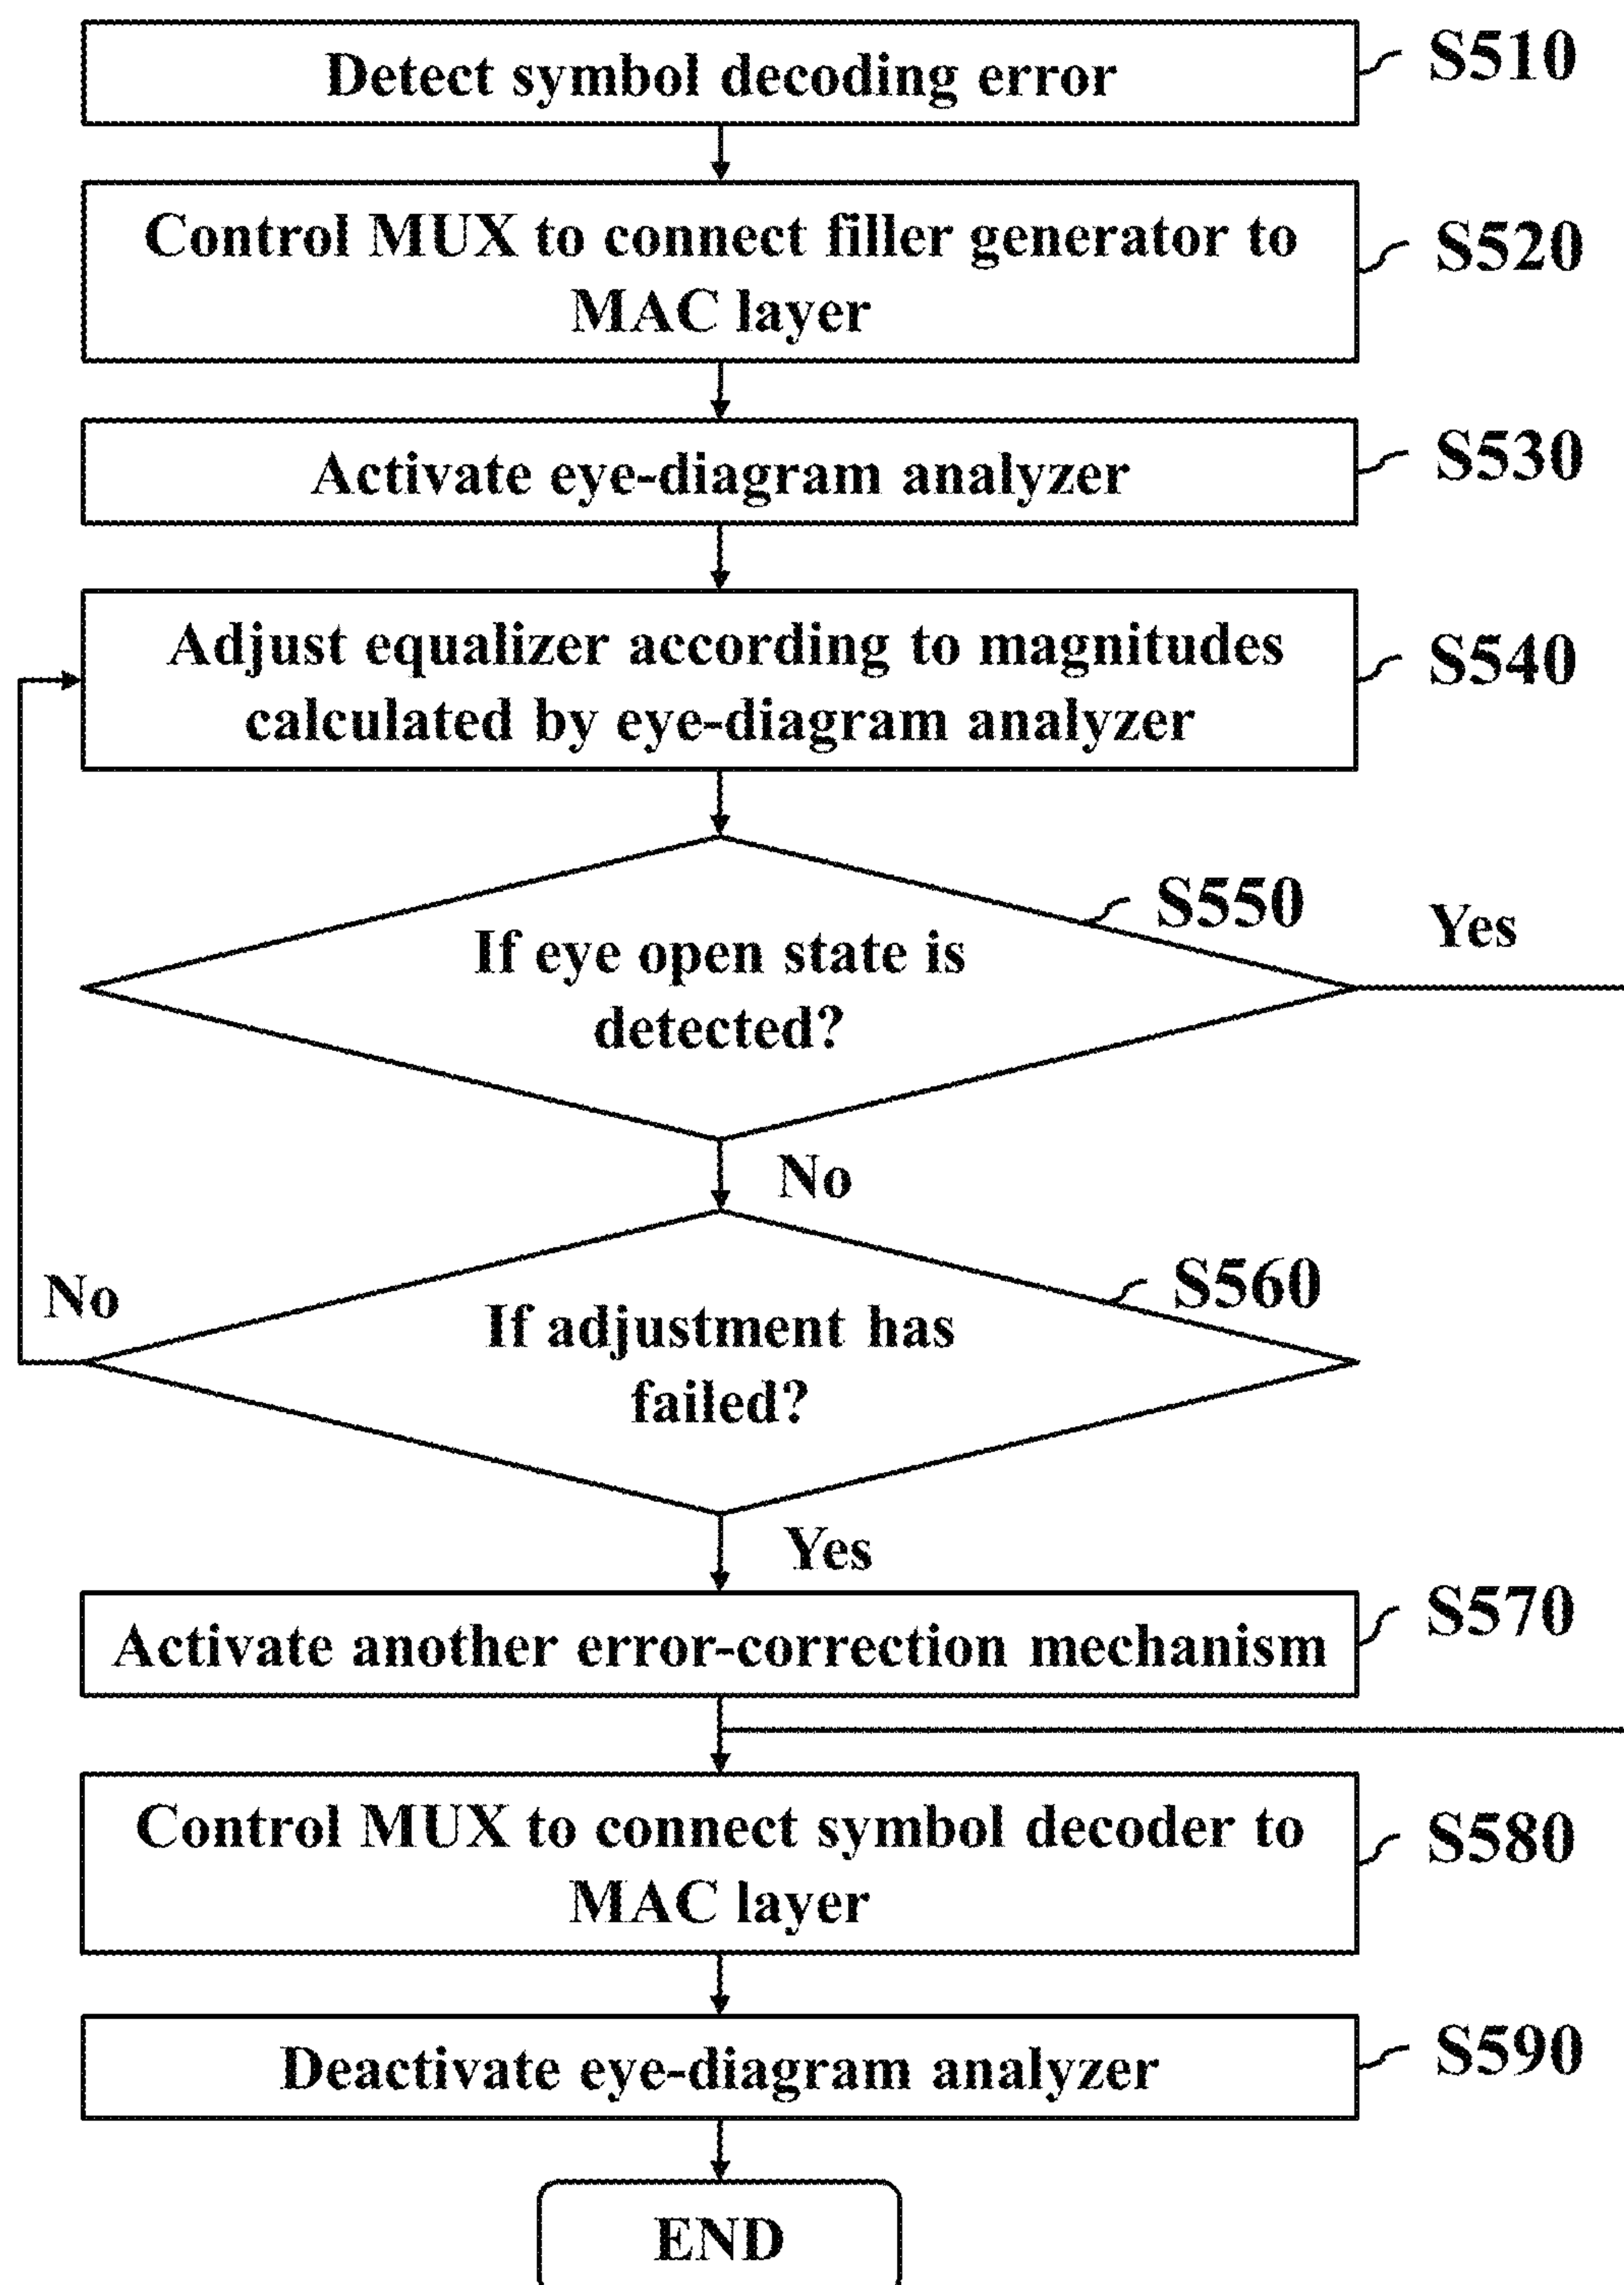 Detect symbol decoding error
S510
Control MUX to connect filler generator to
MAC layer
S520
Activate eye-diagram analyzer
S530
Adjust equalizer according to magnitudes
calculated by eye-diagram analyzer
S540
If eye open state is
detected?
S550
Yes
No
If adjustment has
failed?
S560
No
Yes
Activate another error-correction mechanism
S570
Control MUX to connect symbol decoder to
MAC layer
S580
Deactivate eye-diagram analyzer
S590
END